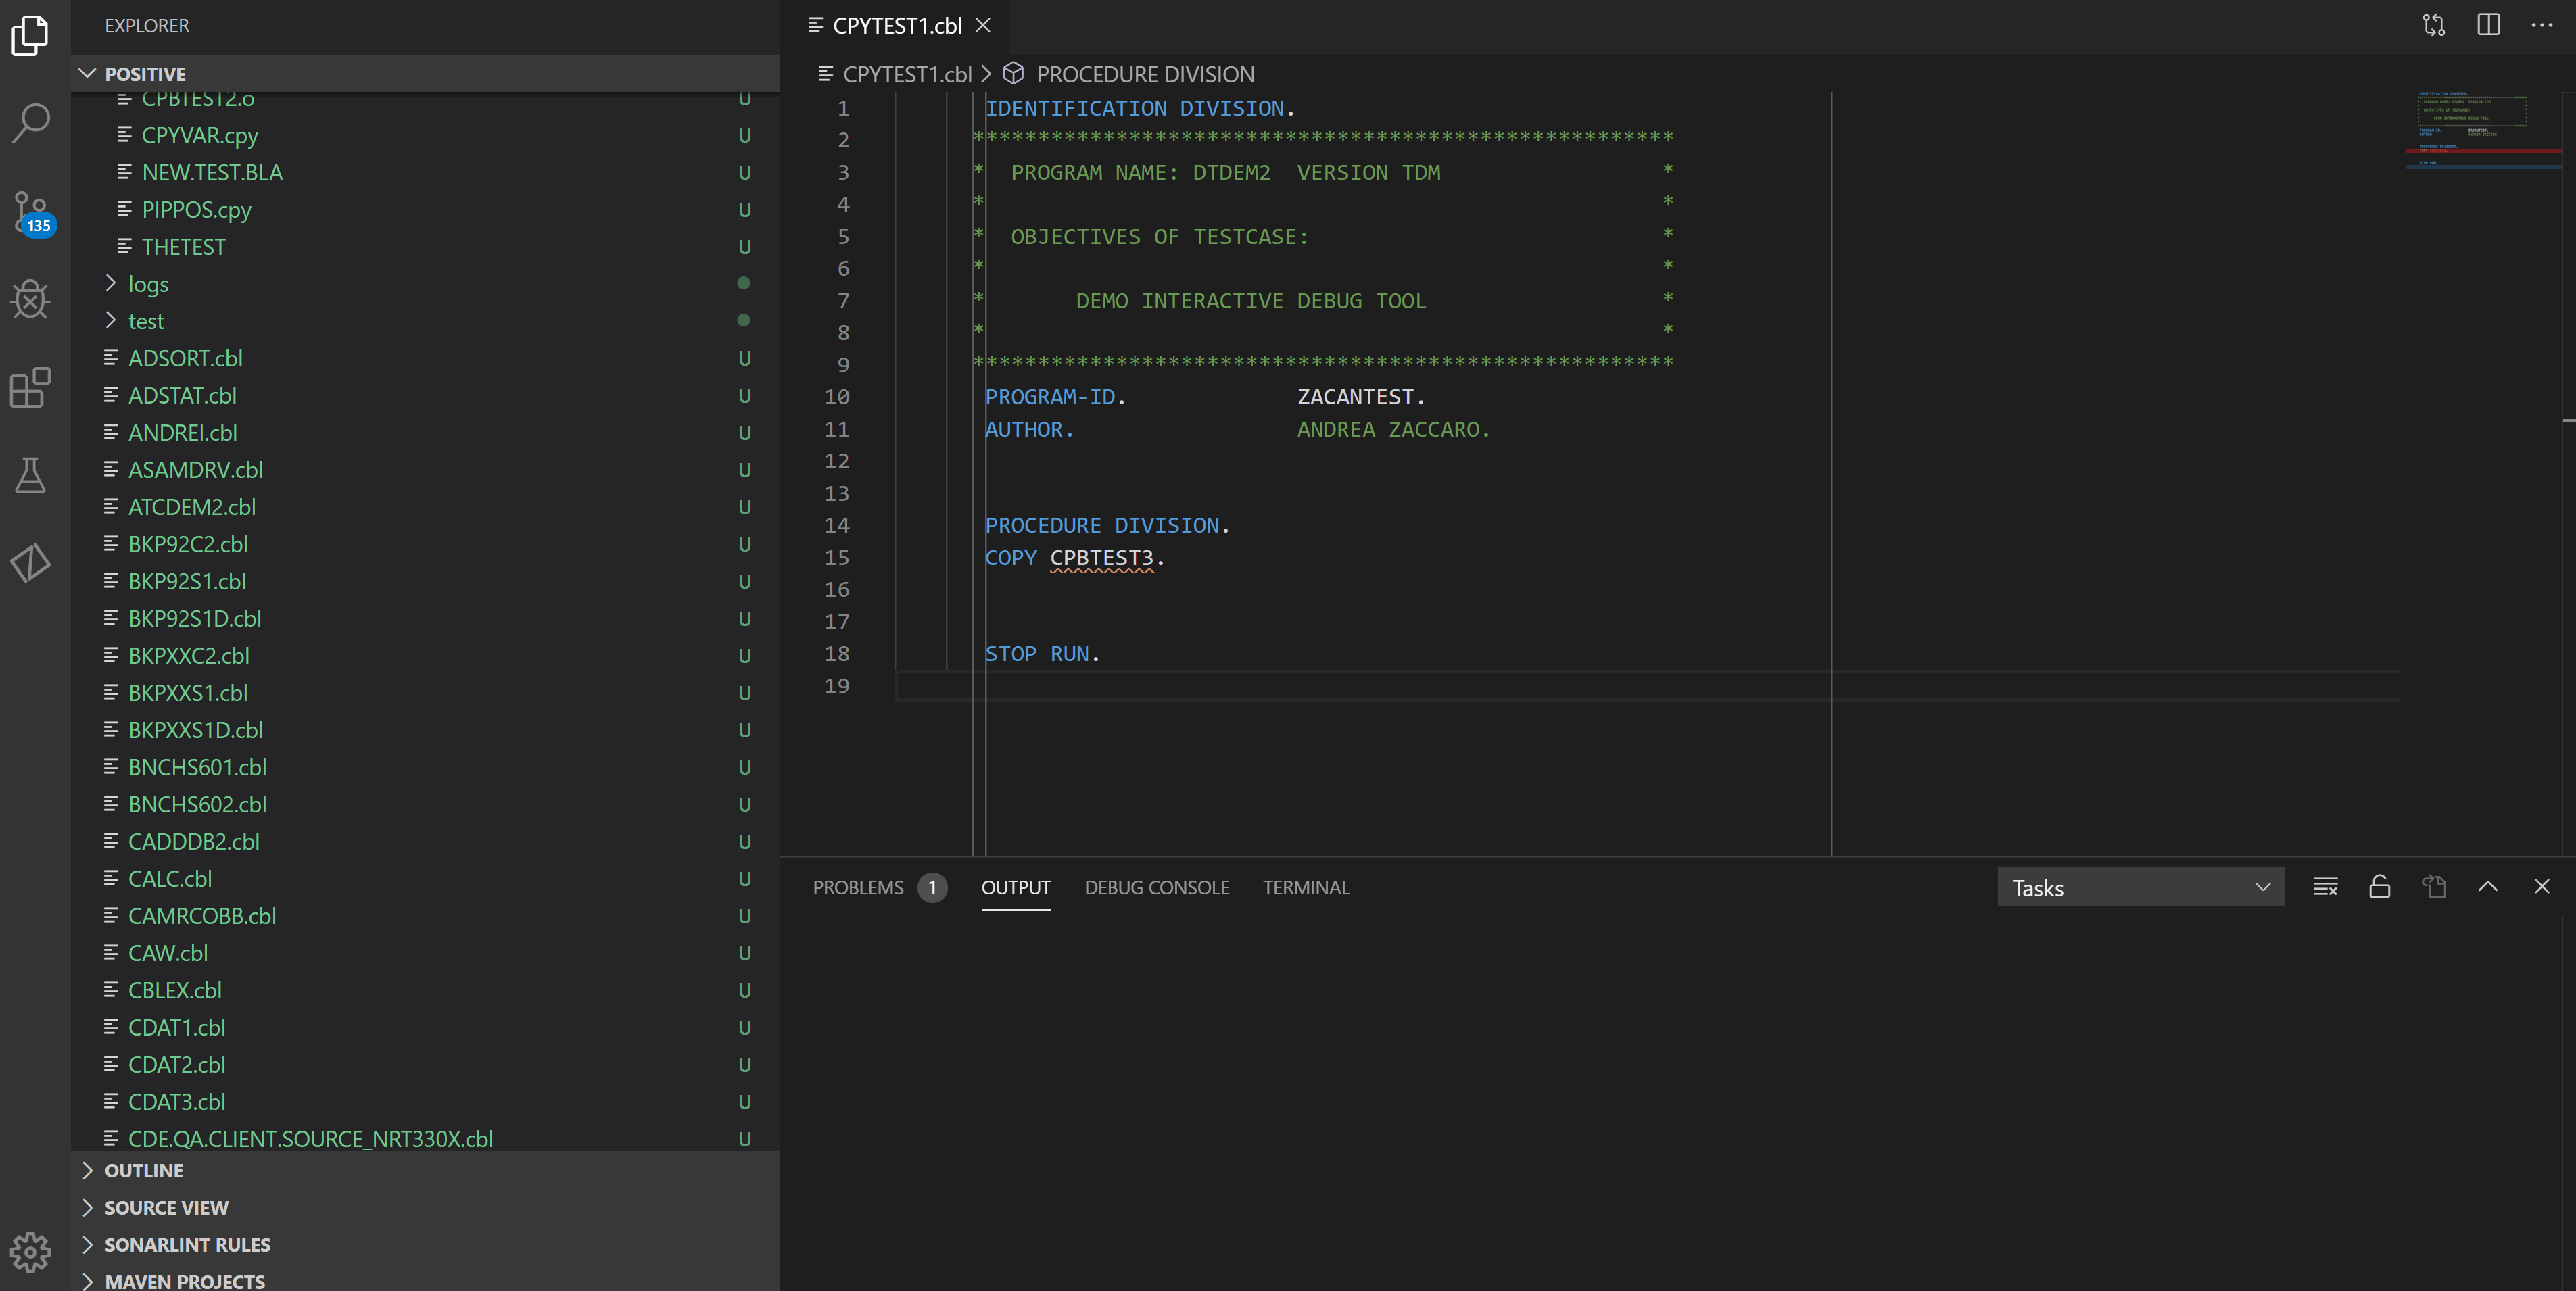 EXPLORER
POSITIVE
CPBTEST2.o U
CPYVAR.cpy U
NEW.TEST.BLA U
PIPPOS.cpy U
THETEST U
logs
test
ADSORT.cbl U
ADSTAT.cbl U
ANDREI.cbl U
ASAMDRV.cbl U
ATCDEM2.cbl U
BKP92C2.cbl U
BKP92S1.cbl U
BKP92S1D.cbl U
BKPXXC2.cbl U
BKPXXS1.cbl U
BKPXXS1D.cbl U
BNCHS601.cbl U
BNCHS602.cbl U
CADDDB2.cbl U
CALC.cbl U
CAMRCOBB.cbl U
CAW.cbl U
CBLEX.cbl U
CDAT1.cbl U
CDAT2.cbl U
CDAT3.cbl U
CDE.QA.CLIENT.SOURCE_NRT330X.cbl U
OUTLINE
SOURCE VIEW
SONARLINT RULES
MAVEN PROJECTS
135
CPYTEST1.cbl
CPYTEST1.cbl > PROCEDURE DIVISION
1 IDENTIFICATION DIVISION.
2 ******************************************************
3 * PROGRAM NAME: DTDEM2 VERSION TDM *
4 * *
5 * OBJECTIVES OF TESTCASE: *
6 * *
7 * DEMO INTERACTIVE DEBUG TOOL *
8 * *
9 ******************************************************
10 PROGRAM-ID. ZACANTEST.
11 AUTHOR. ANDREA ZACCARO.
12
13
14 PROCEDURE DIVISION.
15 COPY CPBTEST3.
16
17
18 STOP RUN.
19
PROBLEMS 1 OUTPUT DEBUG CONSOLE TERMINAL Tasks